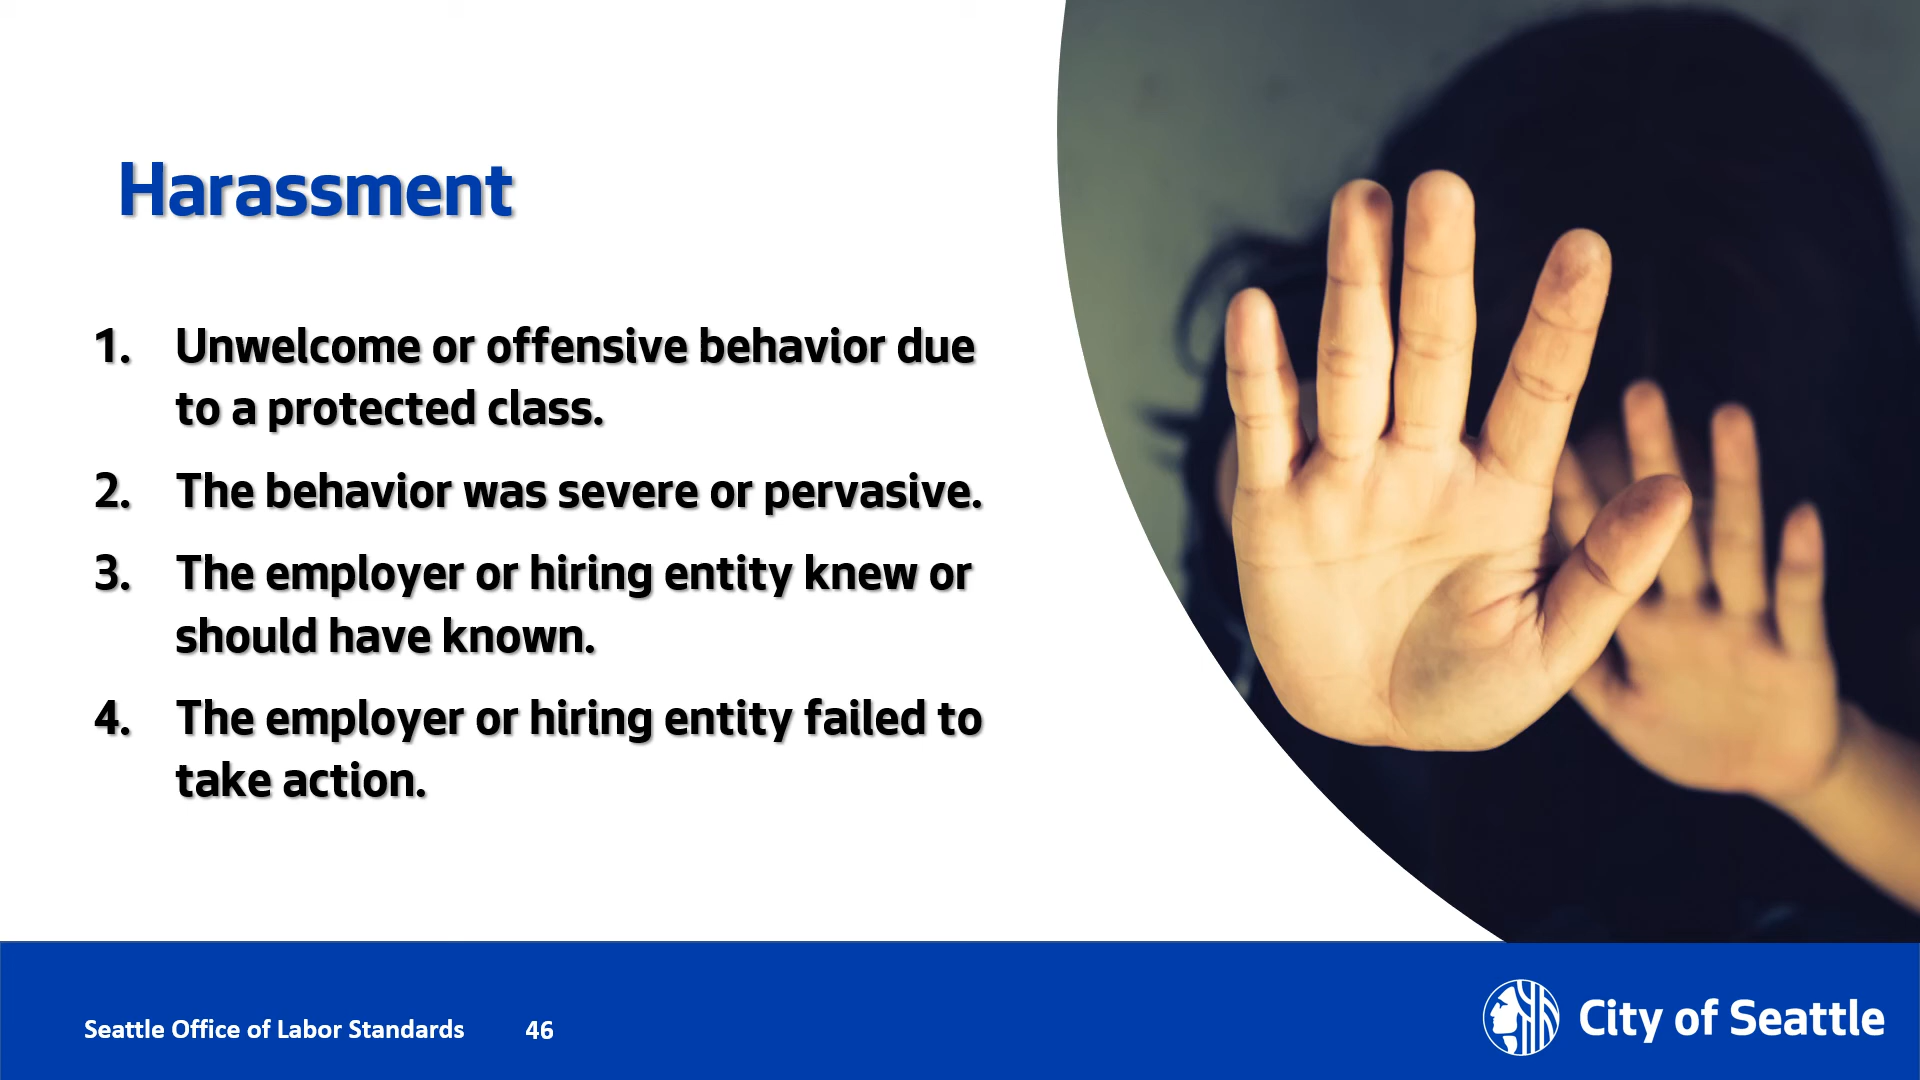 Harassment
1. Unwelcome or offensive behavior due
to a protected class.
2. The behavior was severe or pervasive.
3. The employer or hiring entity knew or
should have known.
4. The employer or hiring entity failed to
take action.
Seattle Office of Labor Standards 46
City of Seattle